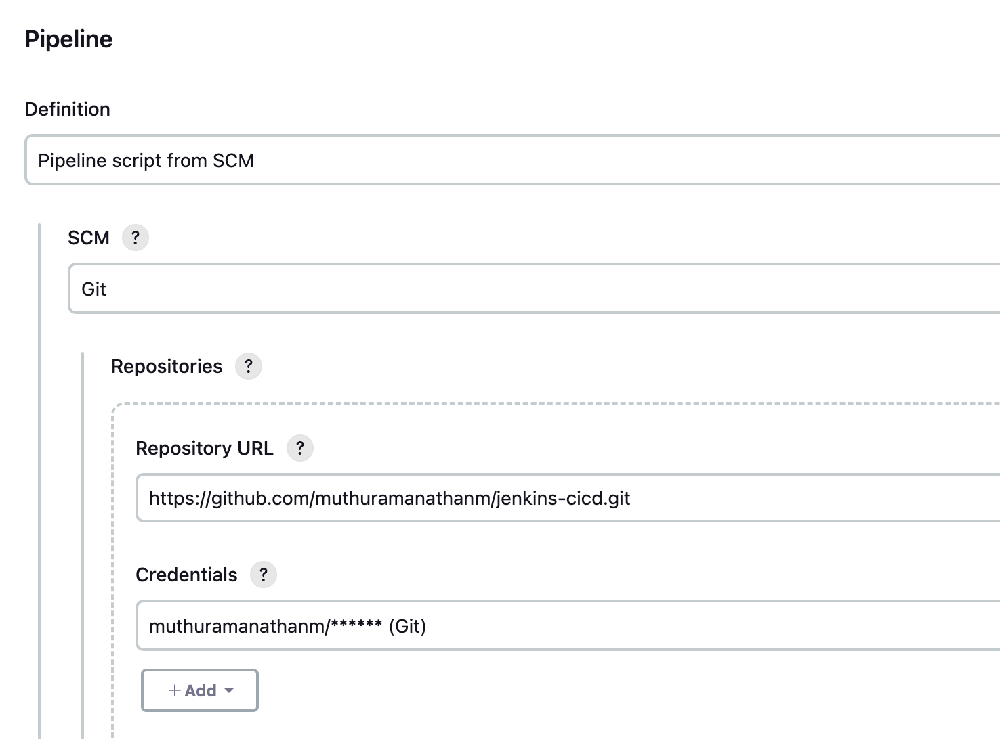 Pipeline
Definition
Pipeline script from SCM
SCM ?
Git
Repositories ?
Repository URL ?
https://github.com/muthuramanathanm/jenkins-cicd.git
Credentials ?
muthuramanathanm/****** (Git)
+ Add